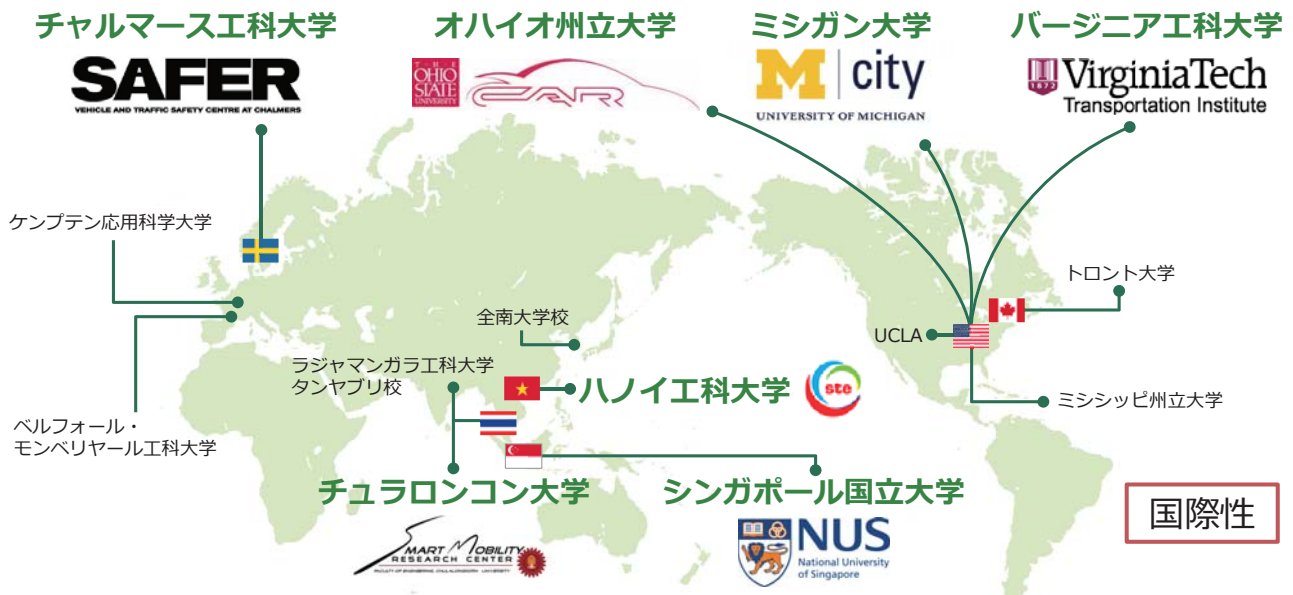 チャルマース工科大学
SAFER
VEHICLE AND TRAFFIC SAFETY CENTRE AT CHALMERS
オハイオ州立大学
THE
OHIO
STATE
UNIVERSITY
CAR
ミシガン大学
M city
UNIVERSITY OF MICHIGAN
バージニア工科大学
1872
VirginiaTech
Transportation Institute
ケンプテン応用科学大学
ベルフォール・
モンベリヤール工科大学
全南大学校
ラジャマンガラ工科大学
タンヤブリ校
ハノイ工科大学
ste
UCLA
トロント大学
ミシシッピ州立大学
チュラロンコン大学
SMART MOBILITY
RESEARCH CENTER
FACULTY OF ENGINEERING, CHULALONGKORN UNIVERSITY
シンガポール国立大学
NUS
National University
of Singapore
国際性